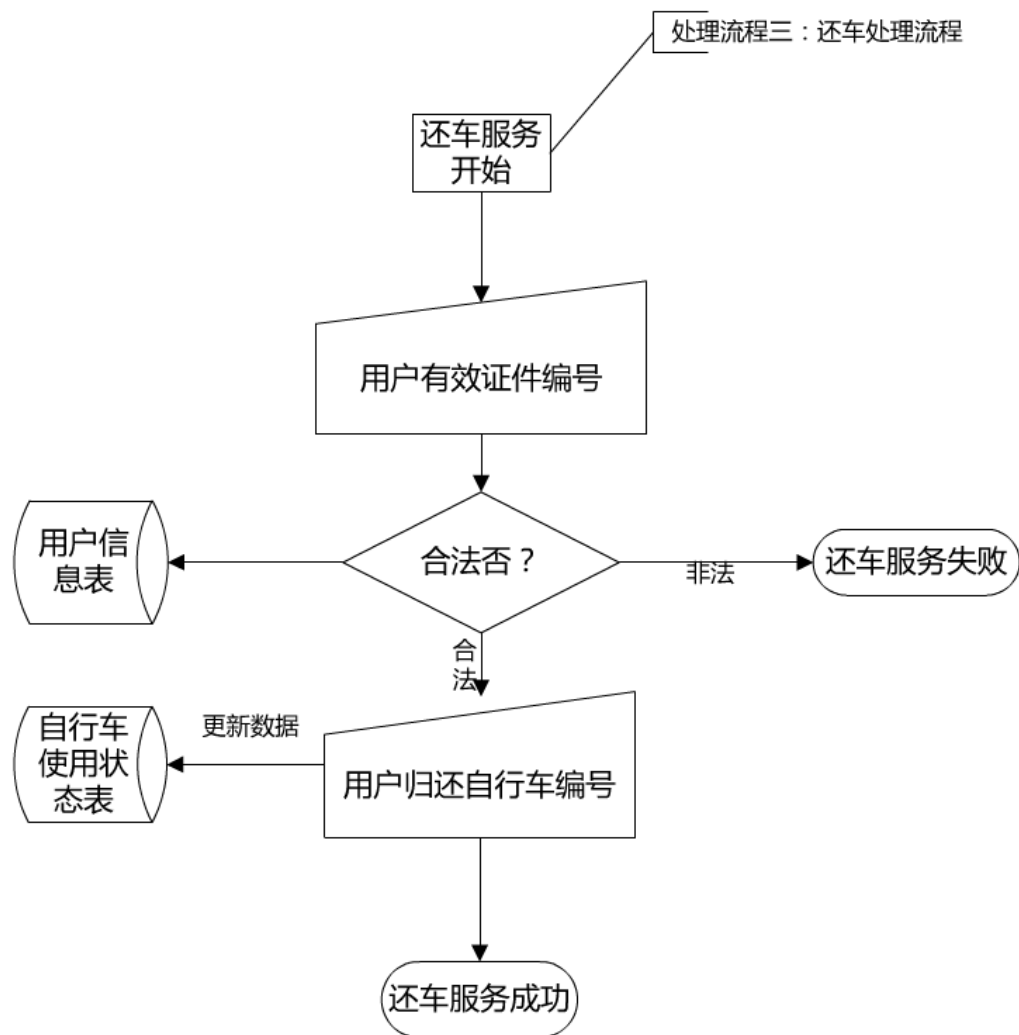 处理流程三：还车处理流程
还车服务
开始
用户有效证件编号
用户信
息表
合法否？
非法
还车服务失败
合
法
自行车
使用状
态表
更新数据
用户归还自行车编号
还车服务成功